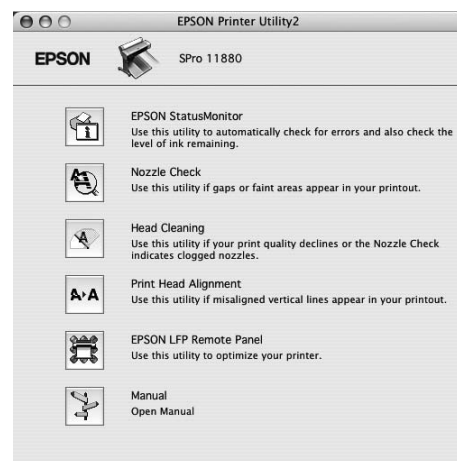 EPSON Printer Utility2
EPSON
SPro 11880
EPSON StatusMonitor
Use this utility to automatically check for errors and also check the
level of ink remaining.
Nozzle Check
Use this utility if gaps or faint areas appear in your printout.
Head Cleaning
Use this utility if your print quality declines or the Nozzle Check
indicates clogged nozzles.
Print Head Alignment
Use this utility if misaligned vertical lines appear in your printout.
EPSON LFP Remote Panel
Use this utility to optimize your printer.
Manual
Open Manual